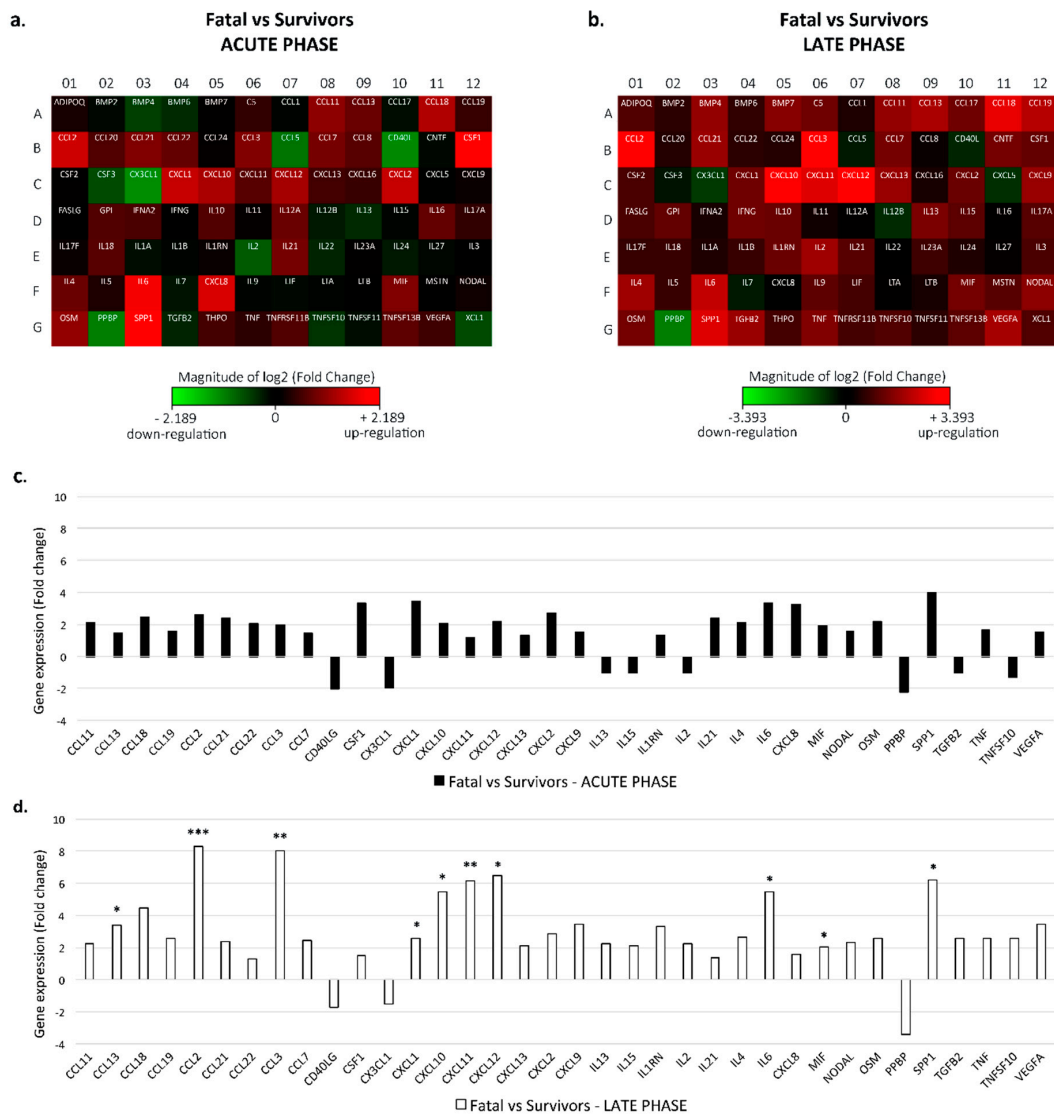 a.
Fatal vs Survivors
ACUTE PHASE
01 02 03 04 05 06 07 08 09 10 11 12
A
ADIPOQ BMP2 BMP4 BMP6 BMP7 C5 CCL1 CCL11 CCL13 CCL17 CCL18 CCL19
B
CCL2 CCL20 CCL21 CCL22 CCL24 CCL3 CCL5 CCL7 CCL8 CD40L CNTF CSF1
C
CSF2 CSF3 CX3CL1 CXCL1 CXCL10 CXCL11 CXCL12 CXCL13 CXCL16 CXCL2 CXCL5 CXCL9
D
FASLG GPI IFNA2 IFNG IL10 IL11 IL12A IL12B IL13 IL15 IL16 IL17A
E
IL17F IL18 IL1A IL1B IL1RN IL2 IL21 IL22 IL23A IL24 IL27 IL3
F
IL4 IL5 IL6 IL7 CXCL8 IL9 LIF LTA LTB MIF MSTN NODAL
G
OSM PPBP SPP1 TGFB2 THPO TNF TNFRSF11B TNFSF10 TNFSF11 TNFSF13B VEGFA XCL1
Magnitude of log2 (Fold Change)
- 2.189 0 + 2.189
down-regulation up-regulation
b.
Fatal vs Survivors
LATE PHASE
01 02 03 04 05 06 07 08 09 10 11 12
A
ADIPOQ BMP2 BMP4 BMP6 BMP7 C5 CCL1 CCL11 CCL13 CCL17 CCL18 CCL19
B
CCL2 CCL20 CCL21 CCL22 CCL24 CCL3 CCL5 CCL7 CCL8 CD40L CNTF CSF1
C
CSF2 CSF3 CX3CL1 CXCL1 CXCL10 CXCL11 CXCL12 CXCL13 CXCL16 CXCL2 CXCL5 CXCL9
D
FASLG GPI IFNA2 IFNG IL10 IL11 IL12A IL12B IL13 IL15 IL16 IL17A
E
IL17F IL18 IL1A IL1B IL1RN IL2 IL21 IL22 IL23A IL24 IL27 IL3
F
IL4 IL5 IL6 IL7 CXCL8 IL9 LIF LTA LTB MIF MSTN NODAL
G
OSM PPBP SPP1 TGFB2 THPO TNF TNFRSF11B TNFSF10 TNFSF11 TNFSF13B VEGFA XCL1
Magnitude of log2 (Fold Change)
-3.393 0 + 3.393
down-regulation up-regulation
c.
Gene expression (Fold change)
10
8
6
4
2
0
-2
-4
CCL11 CCL13 CCL18 CCL19 CCL2 CCL21 CCL22 CCL3 CCL7 CD40LG CSF1 CX3CL1 CXCL1 CXCL10 CXCL11 CXCL12 CXCL13 CXCL2 CXCL9 IL13 IL15 IL1RN IL2 IL21 IL4 IL6 CXCL8 MIF NODAL OSM PPBP SPP1 TGFB2 TNF TNFSF10 VEGFA
Fatal vs Survivors - ACUTE PHASE
d.
Gene expression (Fold change)
10
8
6
4
2
0
-2
-4
* *** ** * * ** * * * *
CCL11 CCL13 CCL18 CCL19 CCL2 CCL21 CCL22 CCL3 CCL7 CD40LG CSF1 CX3CL1 CXCL1 CXCL10 CXCL11 CXCL12 CXCL13 CXCL2 CXCL9 IL13 IL15 IL1RN IL2 IL21 IL4 IL6 CXCL8 MIF NODAL OSM PPBP SPP1 TGFB2 TNF TNFSF10 VEGFA
Fatal vs Survivors - LATE PHASE